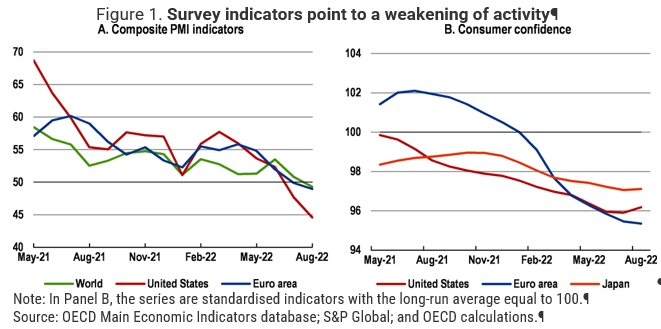 Figure 1. Survey indicators point to a weakening of activity¶
A. Composite PMI indicators
B. Consumer confidence
70
65
60
55
50
45
40
May-21 Aug-21 Nov-21 Feb-22 May-22 Aug-22
World United States Euro area
104
102
100
98
96
94
May-21 Aug-21 Nov-22 Feb-22 May-22 Aug-22
United States Euro area Japan
¶
Note: In Panel B, the series are standardised indicators with the long-run average equal to 100.¶
Source: OECD Main Economic Indicators database; S&P Global; and OECD calculations.¶